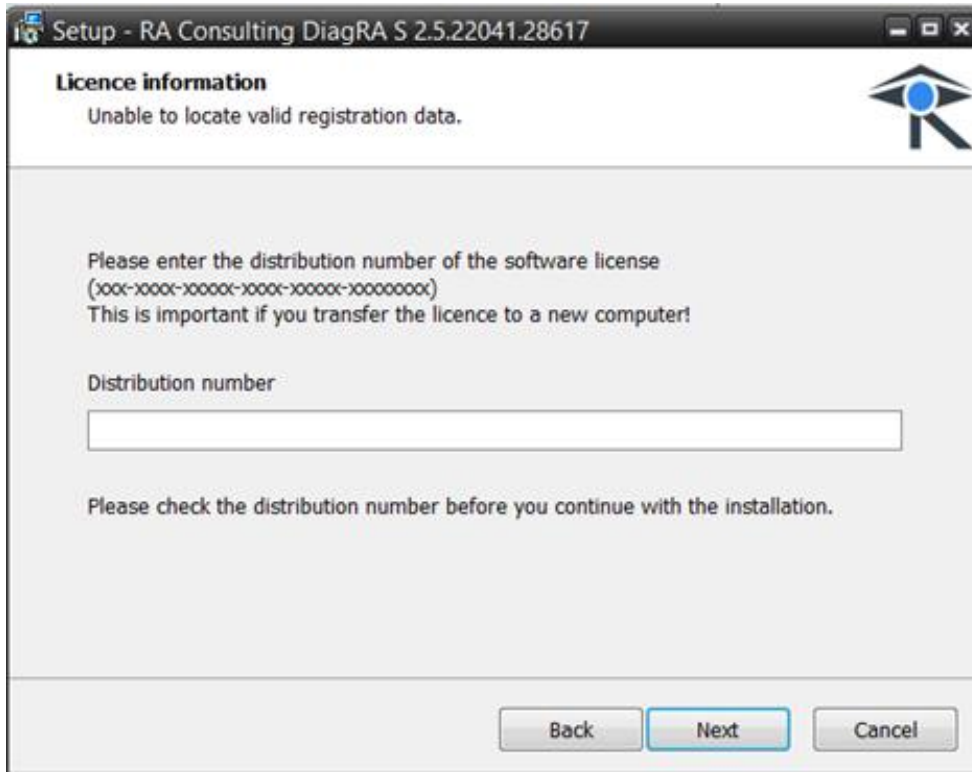 Setup - RA Consulting DiagRA S 2.5.22041.28617
Licence information
Unable to locate valid registration data.
Please enter the distribution number of the software license
(xxx-xxxx-xxxxx-xxxx-xxxxx-xxxxxxxx)
This is important if you transfer the licence to a new computer!
Distribution number
Please check the distribution number before you continue with the installation.
Back
Next
Cancel